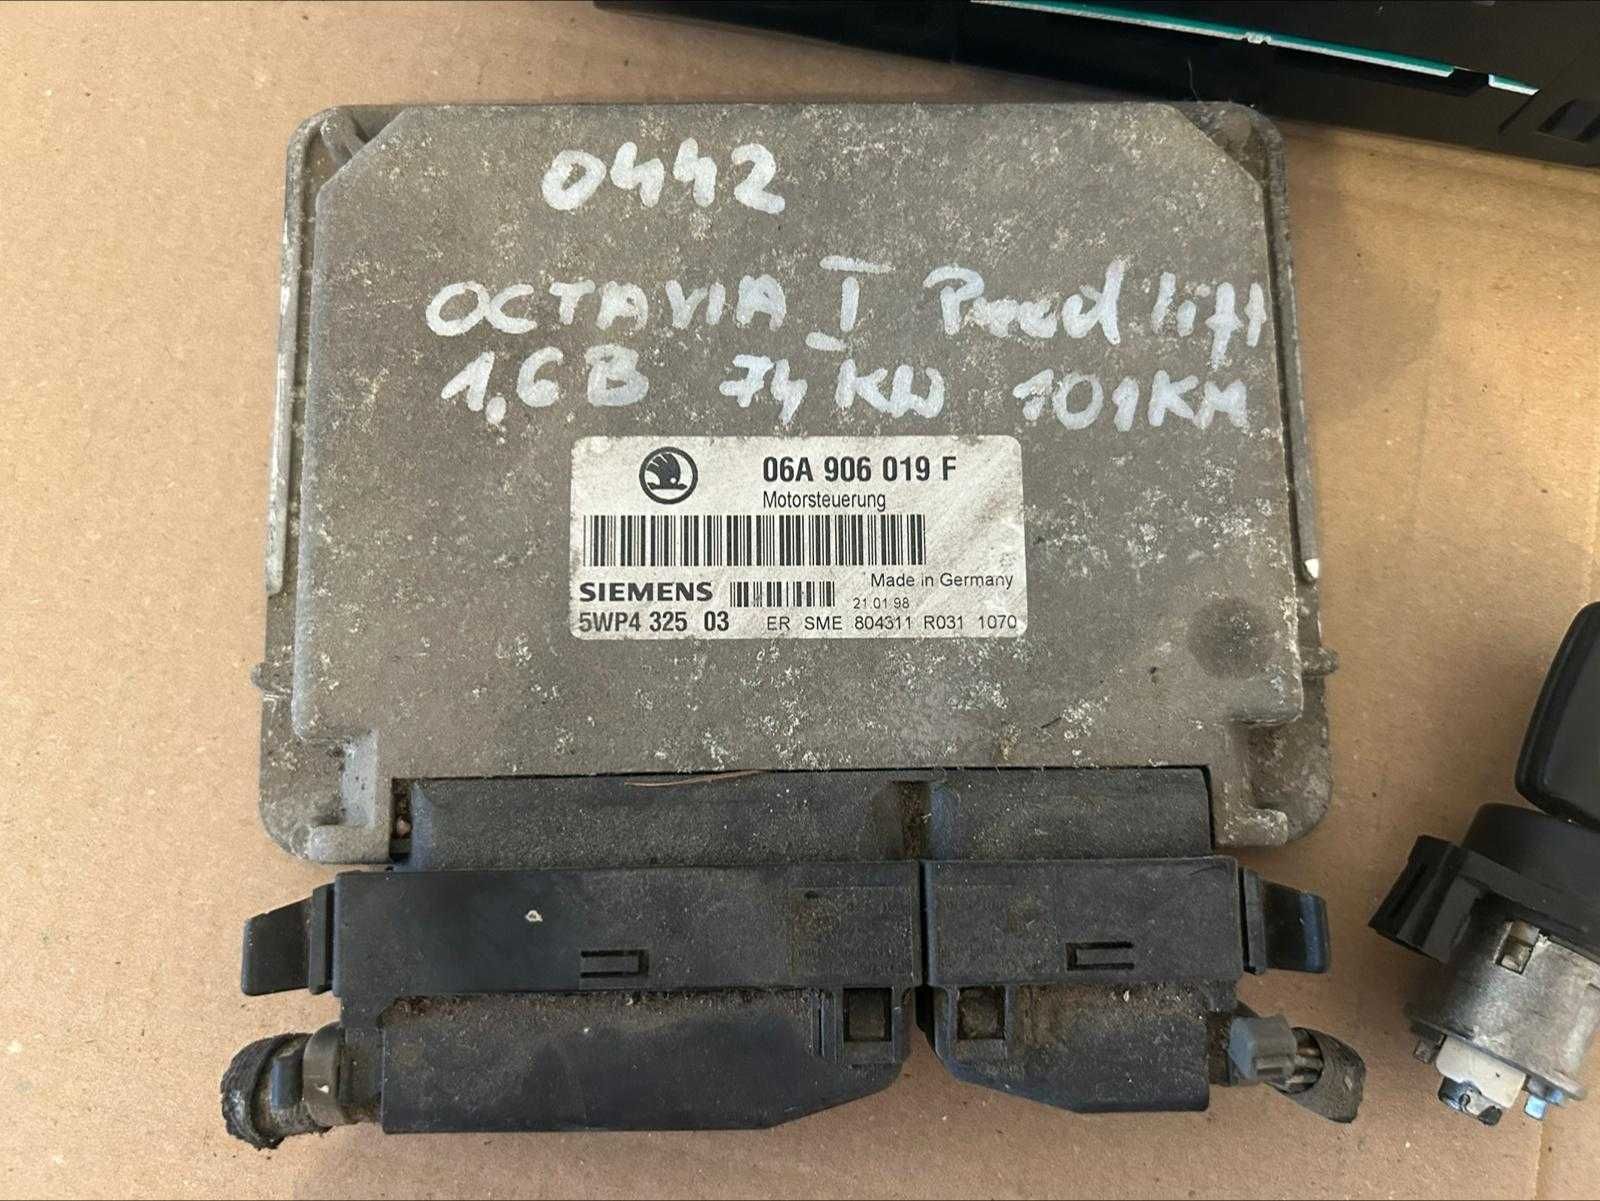 0442
OCTAVIA I Przed lift
1,6 B 74 KW 101KM
06A 906 019 F
Motorsteuerung
Made in Germany
SIEMENS
21.01.98
5WP4 325 03 ER SME 804311 R031 1070